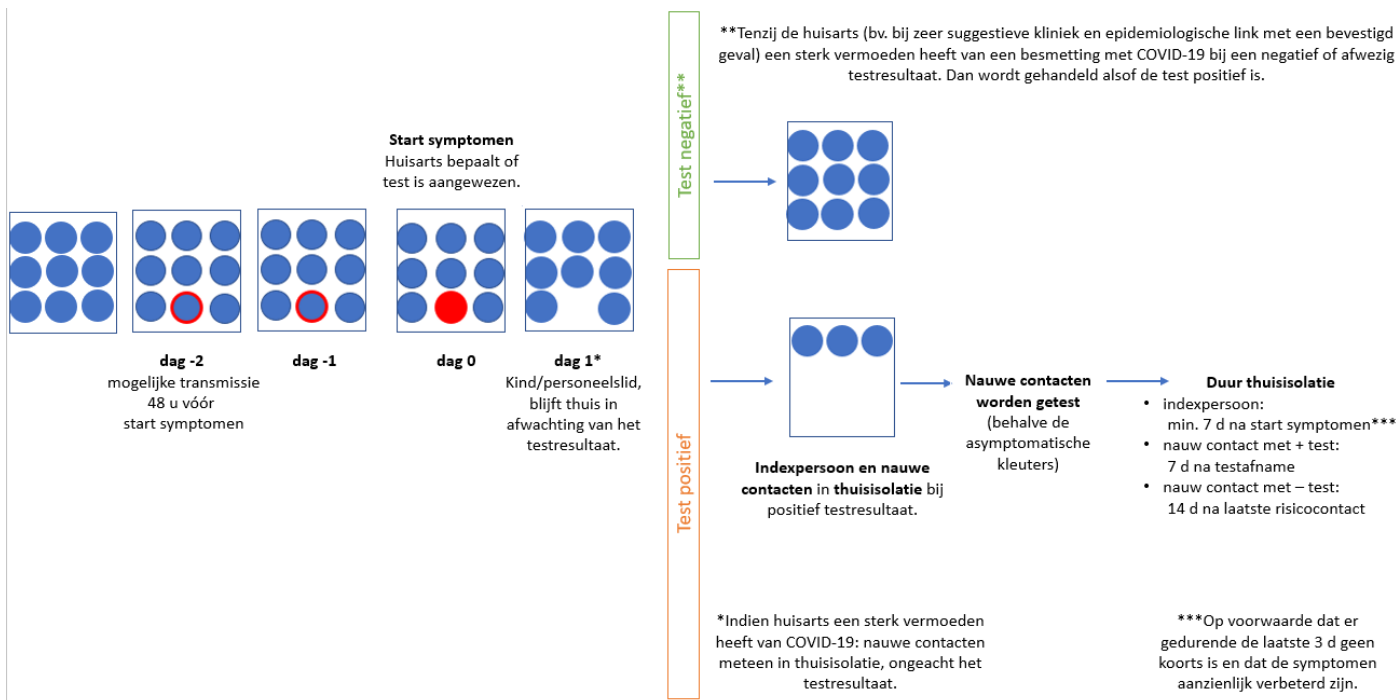 **Tenzij de huisarts (bv. bij zeer suggestieve kliniek en epidemiologische link met een bevestigd
geval) een sterk vermoeden heeft van een besmetting met COVID-19 bij een negatief of afwezig
testresultaat. Dan wordt gehandeld alsof de test positief is.
Test negatief**
Start symptomen
Huisarts bepaalt of
test is aangewezen.
dag -2
mogelijke transmissie
48 u vóór
start symptomen
dag -1
dag 0
dag 1*
Kind/personeelslid,
blijft thuis in
afwachting van het
testresultaat.
Test positief
Indexpersoon en nauwe
contacten in thuisisolatie bij
positief testresultaat.
Nauwe contacten
worden getest
(behalve de
asymptomatische
kleuters)
Duur thuisisolatie
• indexpersoon:
min. 7 d na start symptomen***
• nauw contact met + test:
7 d na testafname
• nauw contact met – test:
14 d na laatste risicocontact
*Indien huisarts een sterk vermoeden
heeft van COVID-19: nauwe contacten
meteen in thuisisolatie, ongeacht het
testresultaat.
***Op voorwaarde dat er
gedurende de laatste 3 d geen
koorts is en dat de symptomen
aanzienlijk verbeterd zijn.